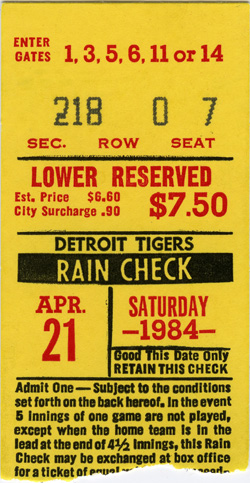 ENTER GATES 1, 3, 5, 6, 11 or 14
218 0 7
SEC. ROW SEAT
LOWER RESERVED
Est. Price $6.60
City Surcharge .90 $7.50
DETROIT TIGERS
RAIN CHECK
APR. 21
SATURDAY
—1984—
Good This Date Only
RETAIN THIS CHECK
Admit One — Subject to the conditions
set forth on the back hereof. In the event
5 innings of one game are not played,
except when the home team is in the
lead at the end of 4½ innings, this Rain
Check may be exchanged at box office
for a ticket of equal